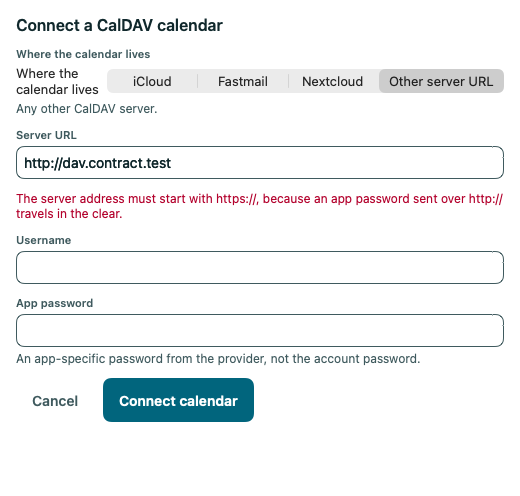 Connect a CalDAV calendar
Where the calendar lives
Where the
calendar lives
iCloud
Fastmail
Nextcloud
Other server URL
Any other CalDAV server.
Server URL
http://dav.contract.test
The server address must start with https://, because an app password sent over http://
travels in the clear.
Username
App password
An app-specific password from the provider, not the account password.
Cancel
Connect calendar